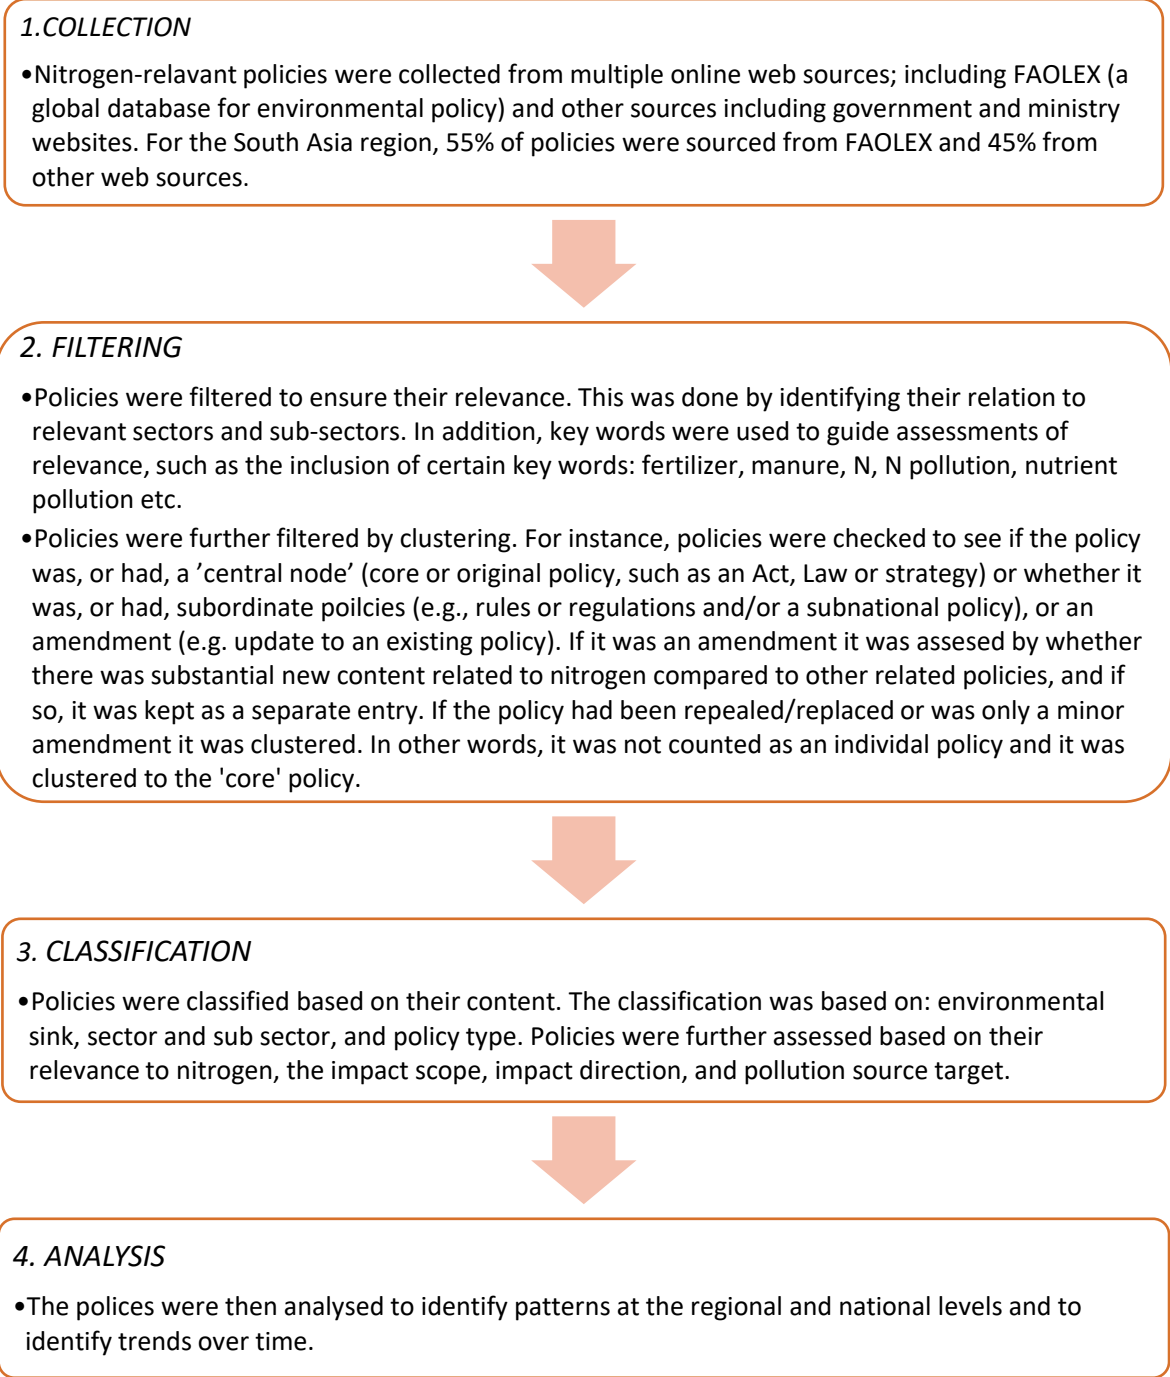 1.COLLECTION
•Nitrogen-relavant policies were collected from multiple online web sources; including FAOLEX (a
global database for environmental policy) and other sources including government and ministry
websites. For the South Asia region, 55% of policies were sourced from FAOLEX and 45% from
other web sources.
2. FILTERING
•Policies were filtered to ensure their relevance. This was done by identifying their relation to
relevant sectors and sub-sectors. In addition, key words were used to guide assessments of
relevance, such as the inclusion of certain key words: fertilizer, manure, N, N pollution, nutrient
pollution etc.
•Policies were further filtered by clustering. For instance, policies were checked to see if the policy
was, or had, a ’central node’ (core or original policy, such as an Act, Law or strategy) or whether it
was, or had, subordinate poilcies (e.g., rules or regulations and/or a subnational policy), or an
amendment (e.g. update to an existing policy). If it was an amendment it was assesed by whether
there was substantial new content related to nitrogen compared to other related policies, and if
so, it was kept as a separate entry. If the policy had been repealed/replaced or was only a minor
amendment it was clustered. In other words, it was not counted as an individal policy and it was
clustered to the 'core' policy.
3. CLASSIFICATION
•Policies were classified based on their content. The classification was based on: environmental
sink, sector and sub sector, and policy type. Policies were further assessed based on their
relevance to nitrogen, the impact scope, impact direction, and pollution source target.
4. ANALYSIS
•The polices were then analysed to identify patterns at the regional and national levels and to
identify trends over time.